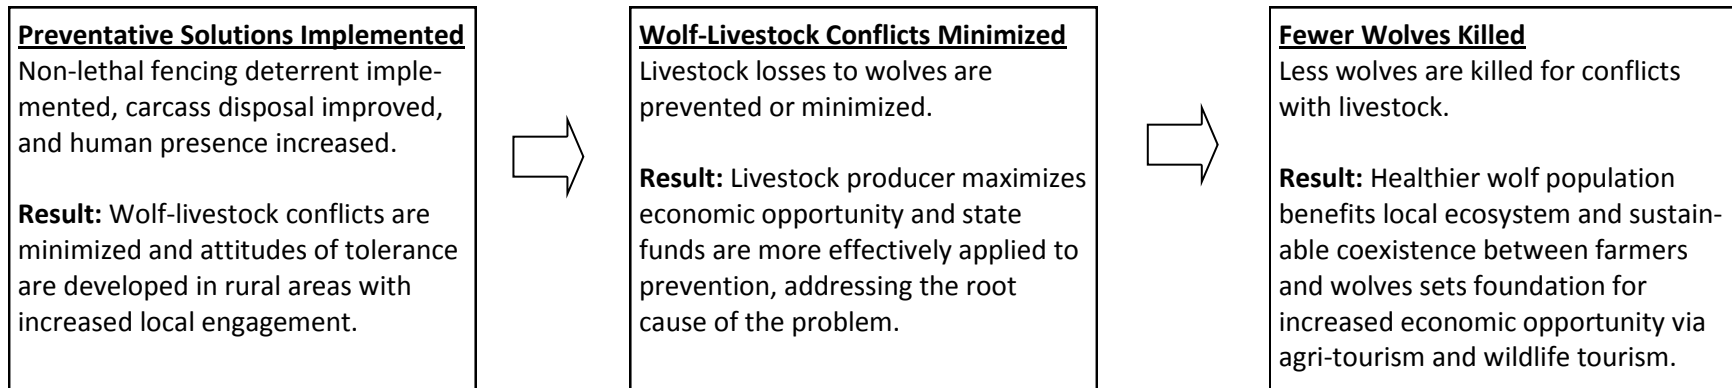 Preventative Solutions Implemented
Non-lethal fencing deterrent imple-
mented, carcass disposal improved,
and human presence increased.
Result: Wolf-livestock conflicts are
minimized and attitudes of tolerance
are developed in rural areas with
increased local engagement.
Wolf-Livestock Conflicts Minimized
Livestock losses to wolves are
prevented or minimized.
Result: Livestock producer maximizes
economic opportunity and state
funds are more effectively applied to
prevention, addressing the root
cause of the problem.
Fewer Wolves Killed
Less wolves are killed for conflicts
with livestock.
Result: Healthier wolf population
benefits local ecosystem and sustain-
able coexistence between farmers
and wolves sets foundation for
increased economic opportunity via
agri-tourism and wildlife tourism.